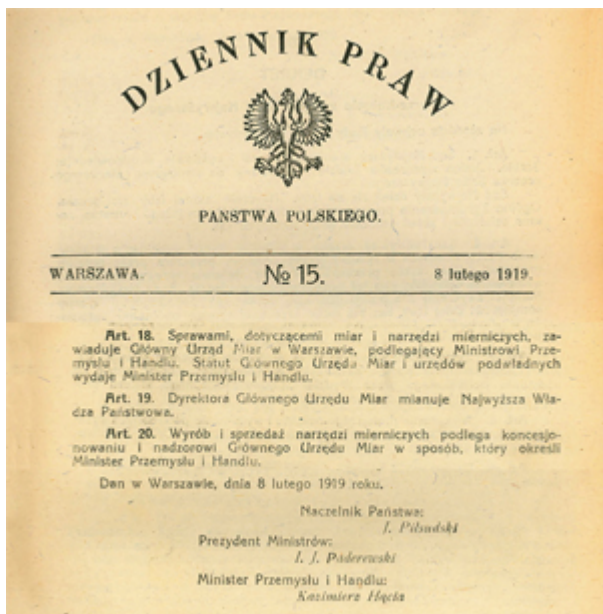 DZIENNIK PRAW
PANSTWA POLSKIEGO.
WARSZAWA. № 15. 8 lutego 1919.
Art. 18. Sprawami, dotyczącemi miar i narzędzi mierniczych, za-
wiaduje Główny Urząd Miar w Warszawie, podlegający Ministrowi Prze-
mysłu i Handlu. Statut Głównego Urzędu Miar i urzędów podwładnych
wydaje Minister Przemysłu i Handlu.
Art. 19. Dyrektora Głównego Urzędu Miar mianuje Najwyższa Wła-
dza Państwowa.
Art. 20. Wyrób i sprzedaż narzędzi mierniczych podlega koncesjo-
nowaniu i nadzorowi Głównego Urzędu Miar w sposób, który określi
Minister Przemysłu i Handlu.
Dan w Warszawie, dnia 8 lutego 1919 roku.
Naczelnik Państwa:
J. Piłsudski
Prezydent Ministrów:
I. J. Paderewski
Minister Przemysłu i Handlu:
Kazimierz Hącia